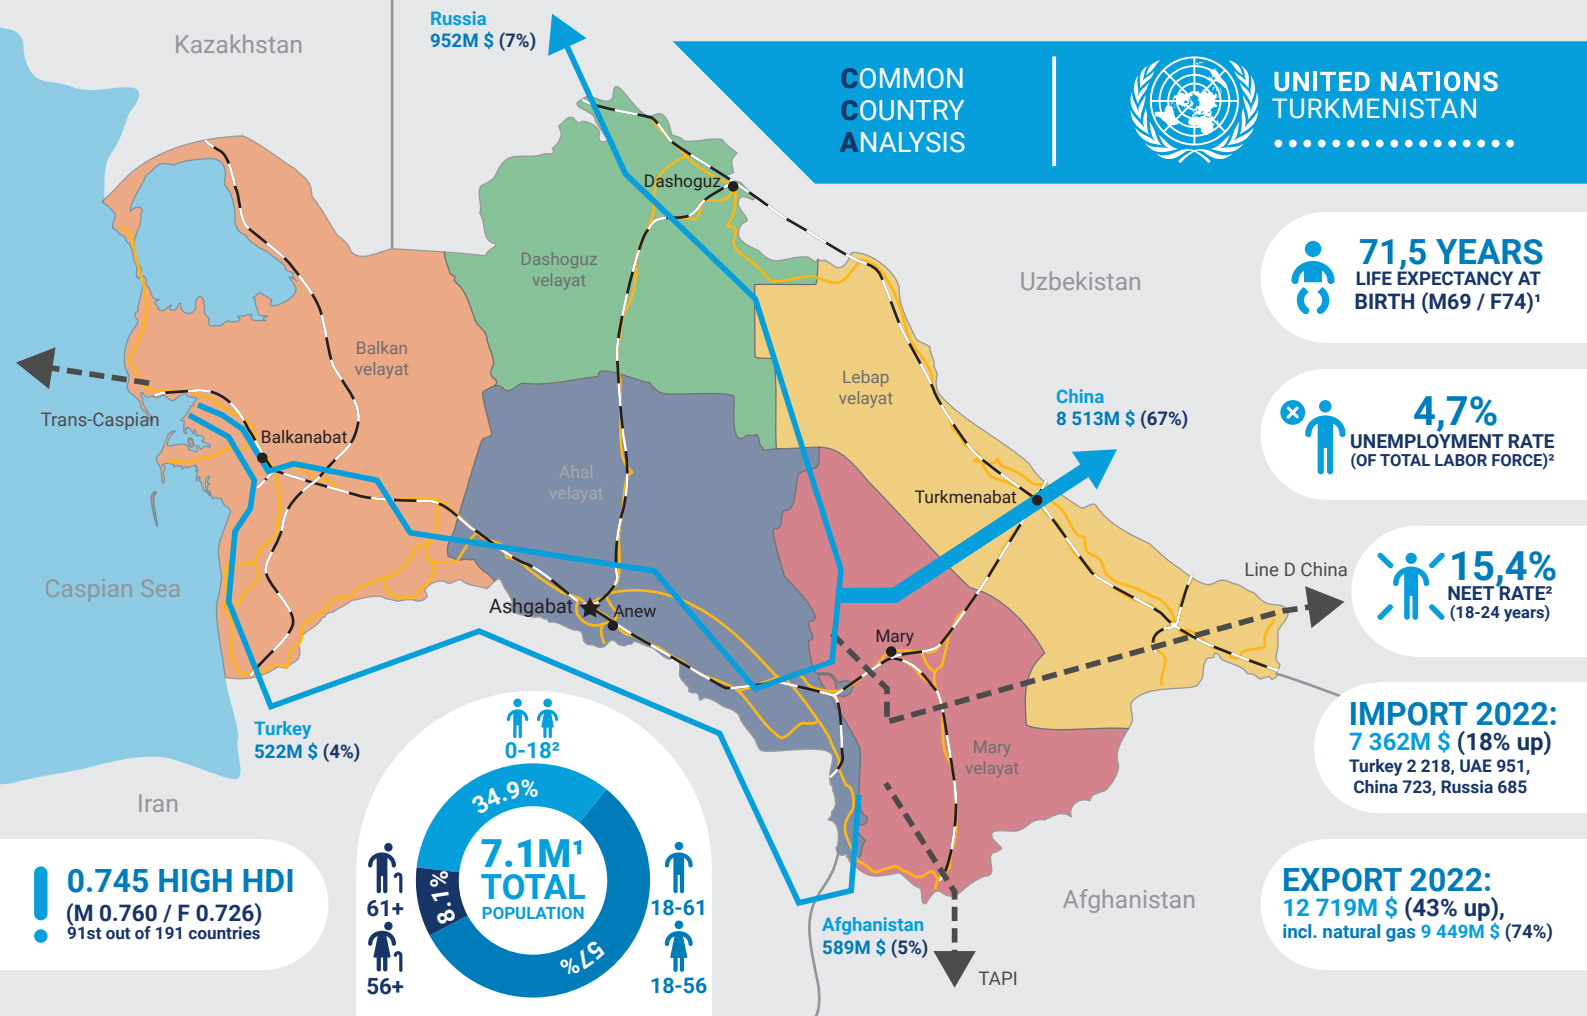 Kazakhstan
Russia
952M $ (7%)
COMMON
COUNTRY
ANALYSIS
UNITED NATIONS
TURKMENISTAN
Dashoguz
Dashoguz
velayat
Uzbekistan
71,5 YEARS
LIFE EXPECTANCY AT
BIRTH (M69 / F74)¹
Balkan
velayat
Lebap
velayat
Trans-Caspian
China
8 513M $ (67%)
4,7%
UNEMPLOYMENT RATE
(OF TOTAL LABOR FORCE)²
Balkanabat
Ahal
velayat
Turkmenabat
Caspian Sea
Line D China
15,4%
NEET RATE²
(18-24 years)
Ashgabat
Anew
Mary
Turkey
522M $ (4%)
Mary
velayat
IMPORT 2022:
7 362M $ (18% up)
Turkey 2 218, UAE 951,
China 723, Russia 685
Iran
0-18²
34.9%
7.1M¹
TOTAL
POPULATION
8.1%
57%
61+
56+
18-61
18-56
0.745 HIGH HDI
(M 0.760 / F 0.726)
91st out of 191 countries
Afghanistan
Afghanistan
589M $ (5%)
TAPI
EXPORT 2022:
12 719M $ (43% up),
incl. natural gas 9 449M $ (74%)